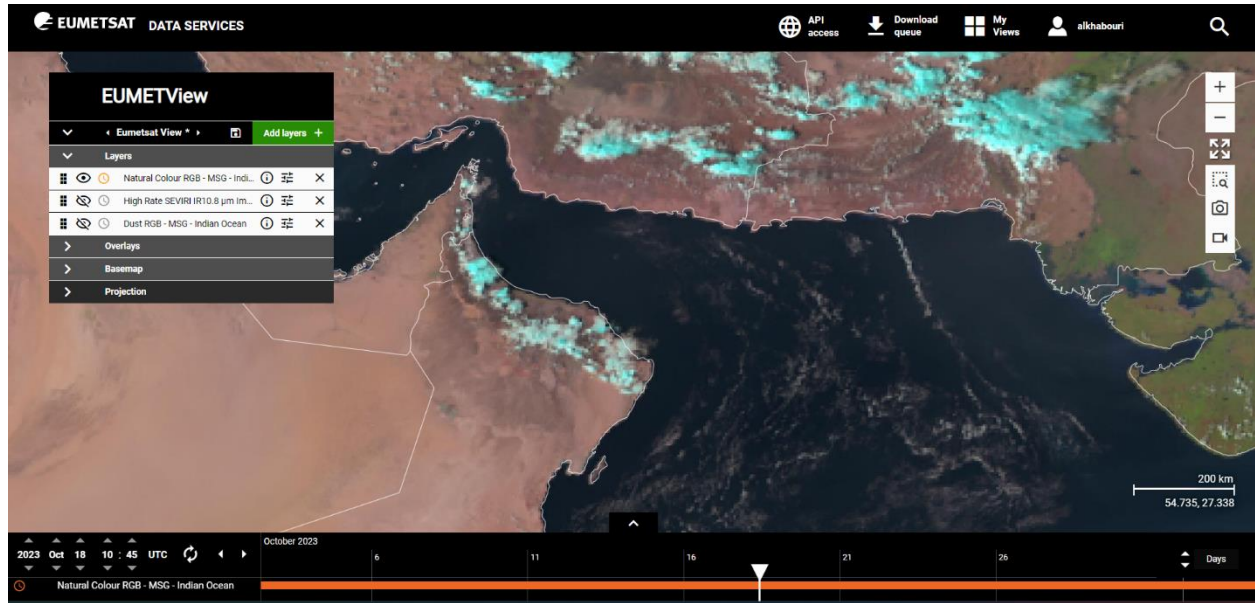 EUMETSAT DATA SERVICES
API access
Download queue
My Views
alkhabouri
EUMETView
Eumetsat View *
Add layers +
Layers
Natural Colour RGB - MSG - Indi...
High Rate SEVIRI IR10.8 µm Im...
Dust RGB - MSG - Indian Ocean
Overlays
Basemap
Projection
200 km
54.735, 27.338
2023 Oct 18 10 : 45 UTC
October 2023
6 11 16 21 26
Days
Natural Colour RGB - MSG - Indian Ocean